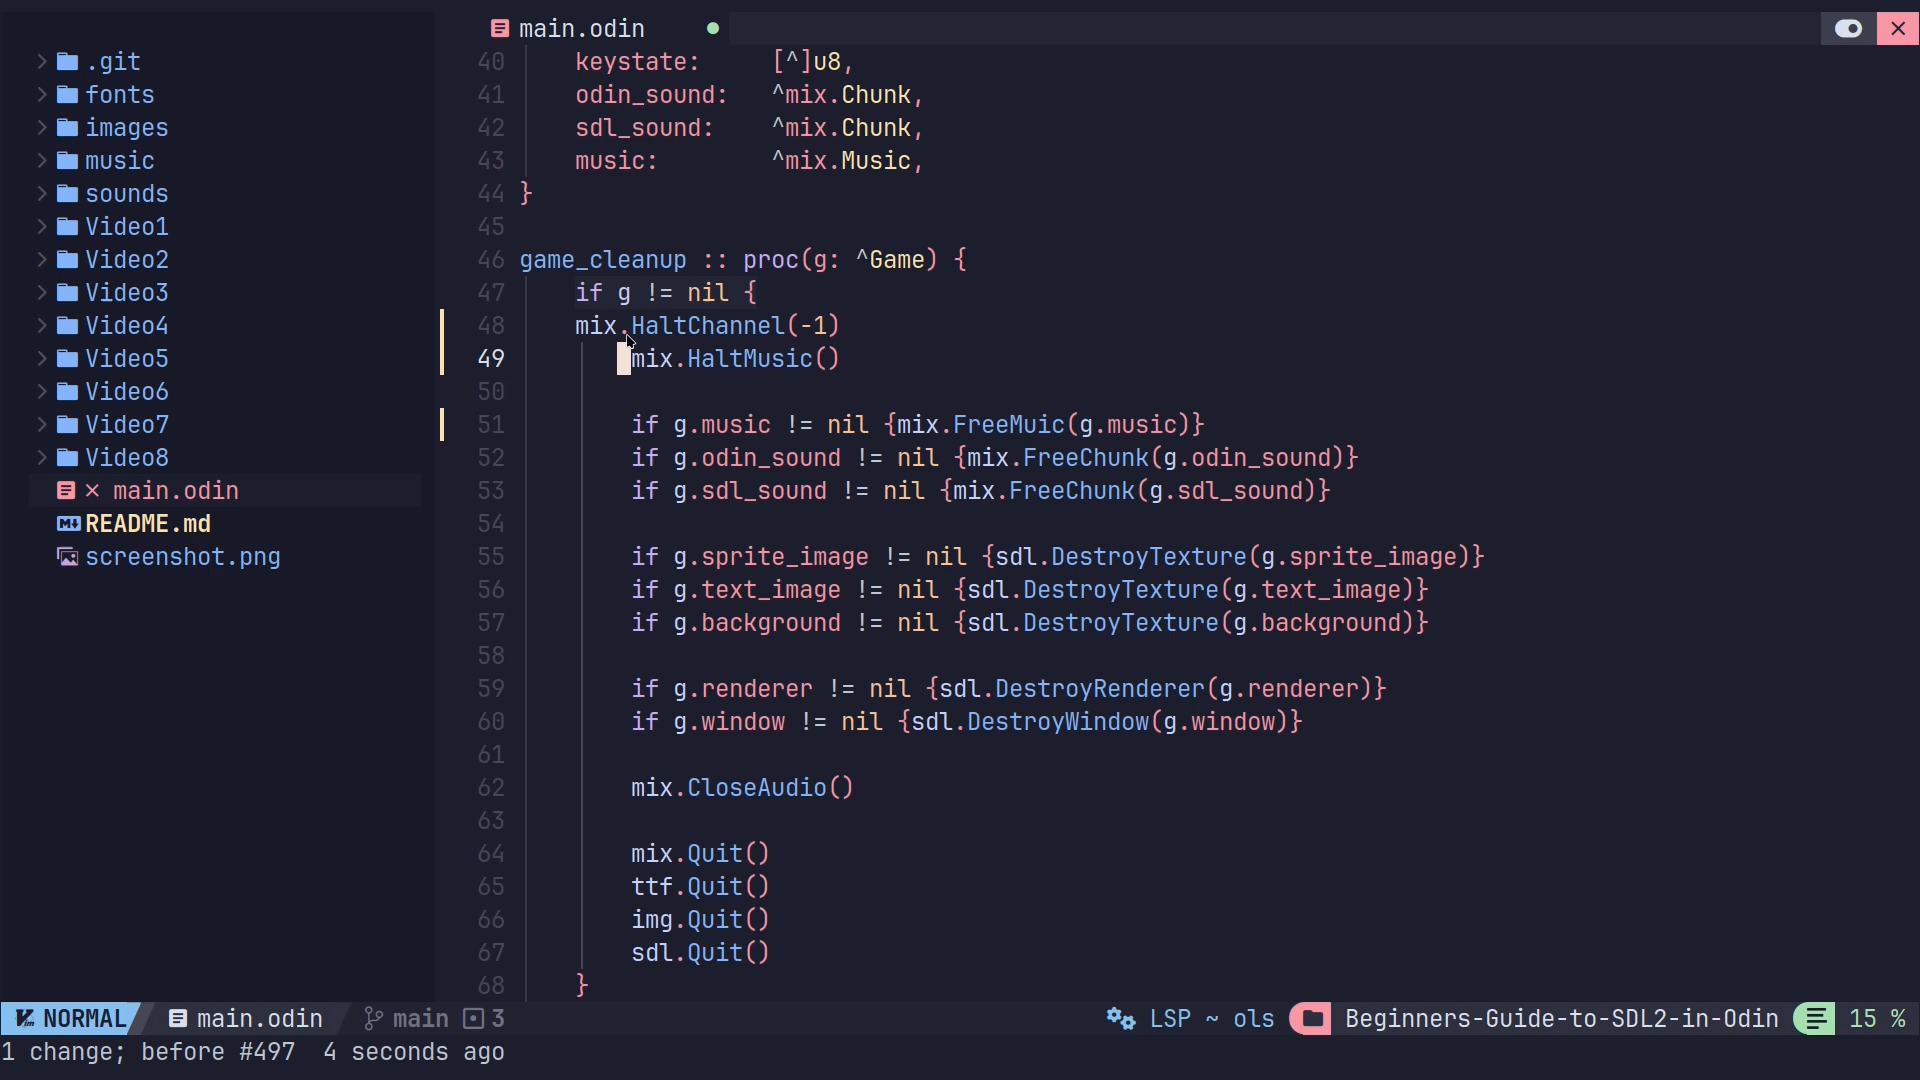 main.odin
.git
fonts
images
music
sounds
Video1
Video2
Video3
Video4
Video5
Video6
Video7
Video8
main.odin
README.md
screenshot.png
40 keystate: [^]u8,
41 odin_sound: ^mix.Chunk,
42 sdl_sound: ^mix.Chunk,
43 music: ^mix.Music,
44 }
45
46 game_cleanup :: proc(g: ^Game) {
47 if g != nil {
48 mix.HaltChannel(-1)
49 mix.HaltMusic()
50
51 if g.music != nil {mix.FreeMuic(g.music)}
52 if g.odin_sound != nil {mix.FreeChunk(g.odin_sound)}
53 if g.sdl_sound != nil {mix.FreeChunk(g.sdl_sound)}
54
55 if g.sprite_image != nil {sdl.DestroyTexture(g.sprite_image)}
56 if g.text_image != nil {sdl.DestroyTexture(g.text_image)}
57 if g.background != nil {sdl.DestroyTexture(g.background)}
58
59 if g.renderer != nil {sdl.DestroyRenderer(g.renderer)}
60 if g.window != nil {sdl.DestroyWindow(g.window)}
61
62 mix.CloseAudio()
63
64 mix.Quit()
65 ttf.Quit()
66 img.Quit()
67 sdl.Quit()
68 }
NORMAL main.odin main 3 LSP ~ ols Beginners-Guide-to-SDL2-in-Odin 15 %
1 change; before #497 4 seconds ago